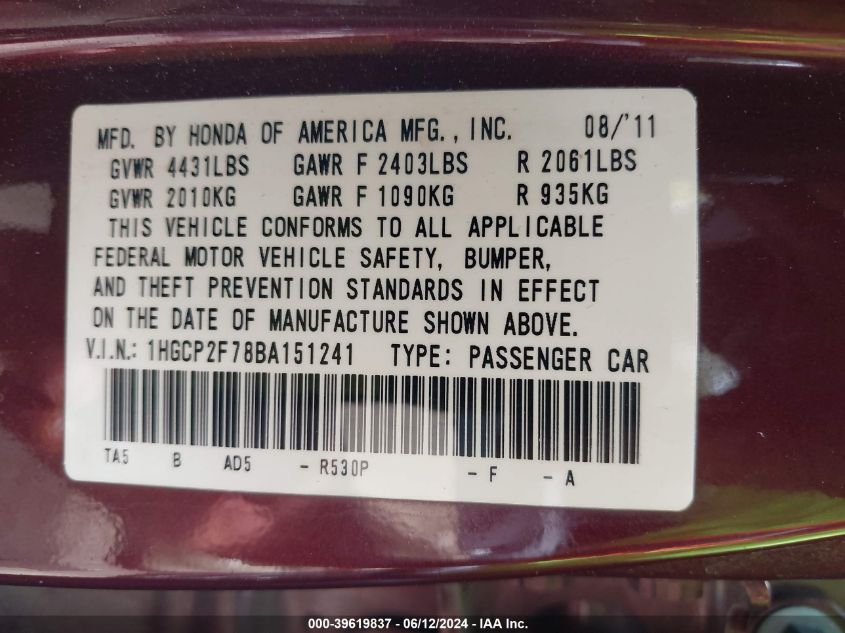 MFD. BY HONDA OF AMERICA MFG., INC. 08/'11
GVWR 4431LBS GAWR F 2403LBS R 2061LBS
GVWR 2010KG GAWR F 1090KG R 935KG
THIS VEHICLE CONFORMS TO ALL APPLICABLE
FEDERAL MOTOR VEHICLE SAFETY, BUMPER,
AND THEFT PREVENTION STANDARDS IN EFFECT
ON THE DATE OF MANUFACTURE SHOWN ABOVE.
V.I.N.: 1HGCP2F78BA151241 TYPE: PASSENGER CAR
TA5 B AD5 - R530P - F - A
000-39619837 - 06/12/2024 - IAA Inc.